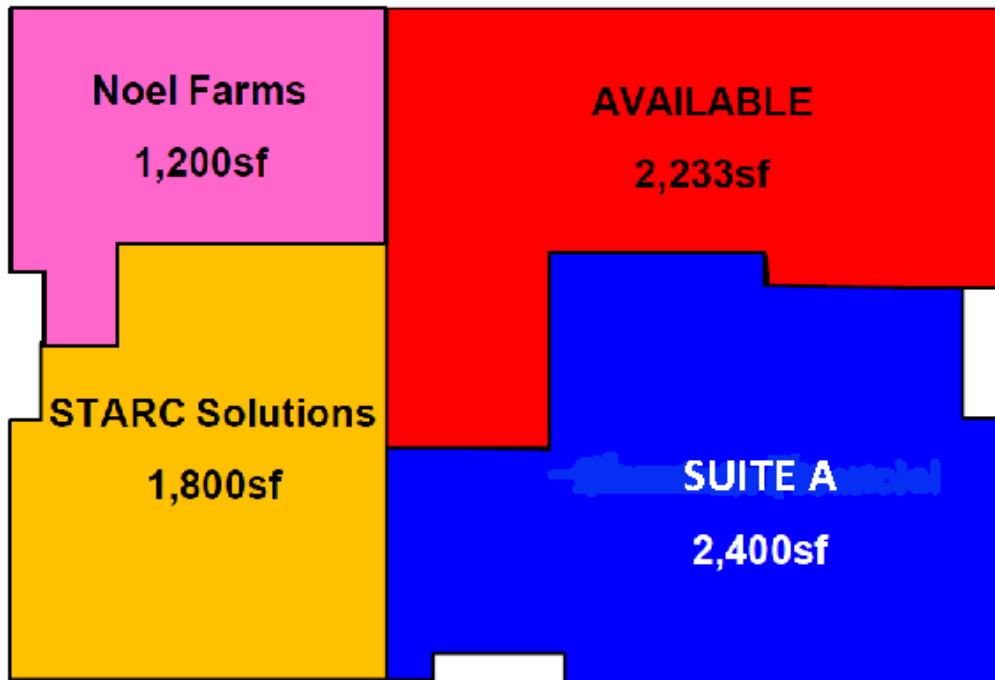 Noel Farms
1,200sf
AVAILABLE
2,233sf
STARC Solutions
1,800sf
SUITE A
2,400sf